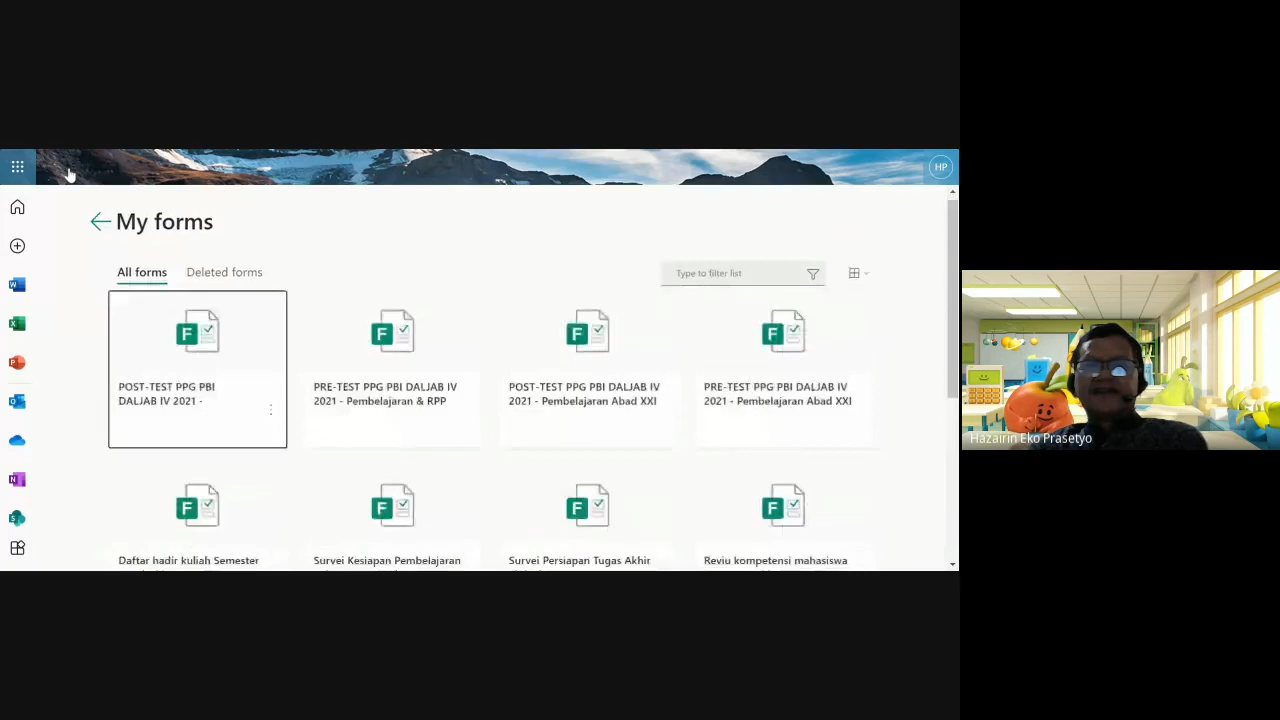 HP
My forms
All forms
Deleted forms
Type to filter list
POST-TEST PPG PBI
DALJAB IV 2021 -
PRE-TEST PPG PBI DALJAB IV
2021 - Pembelajaran & RPP
POST-TEST PPG PBI DALJAB IV
2021 - Pembelajaran Abad XXI
PRE-TEST PPG PBI DALJAB IV
2021 - Pembelajaran Abad XXI
Daftar hadir kuliah Semester
Survei Kesiapan Pembelajaran
Survei Persiapan Tugas Akhir
Reviu kompetensi mahasiswa
Hazairin Eko Prasetyo